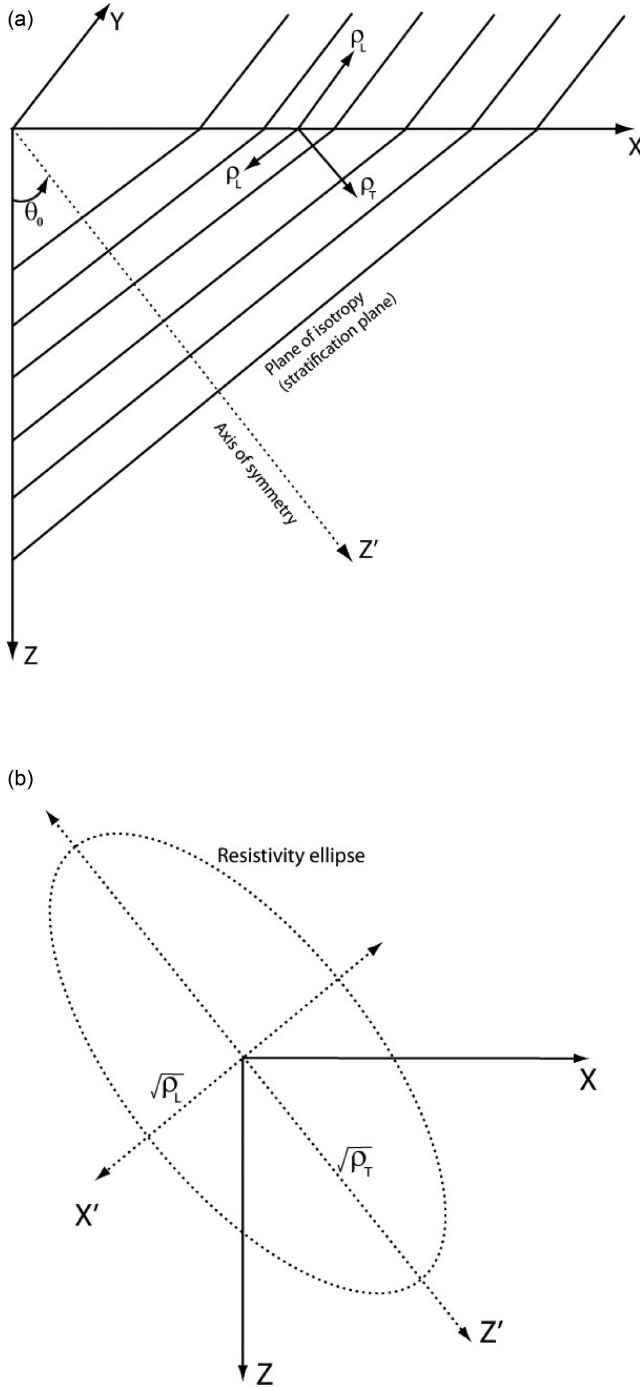 (a)
Y
ρL
X
ρL
ρT
θ0
Plane of isotropy
(stratification plane)
Axis of symmetry
Z′
Z
(b)
Resistivity ellipse
X
√ρL
√ρT
X′
Z′
Z